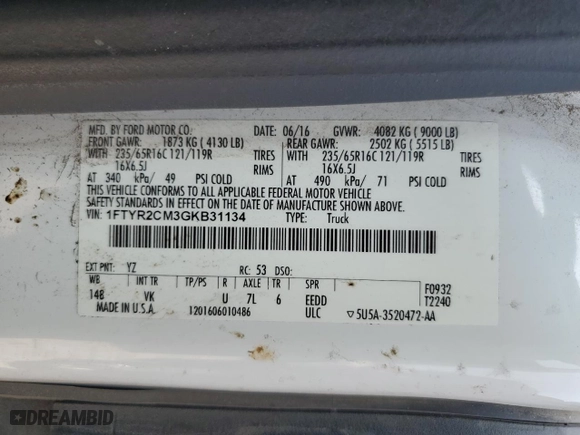 MFD. BY FORD MOTOR CO. DATE: 06/16 GVWR: 4082 KG ( 9000 LB)
FRONT GAWR: 1873 KG ( 4130 LB) REAR GAWR: 2502 KG ( 5515 LB)
WITH 235/65R16C 121/119R TIRES WITH 235/65R16C 121/119R TIRES
16X6.5J RIMS 16X6.5J RIMS
AT 340 kPa/ 49 PSI COLD AT 490 kPa/ 71 PSI COLD
THIS VEHICLE CONFORMS TO ALL APPLICABLE FEDERAL MOTOR VEHICLE
SAFETY STANDARDS IN EFFECT ON THE DATE OF MANUFACTURE SHOWN ABOVE.
VIN: 1FTYR2CM3GKB31134 TYPE: Truck
EXT PNT: YZ RC: 53 DSO:
WB INT TR TP/PS R AXLE TR SPR F0932
148 VK U 7L 6 EEDD T2240
MADE IN U.S.A. 1201606010486 ULC 5U5A-3520472-AA
DREAMBID